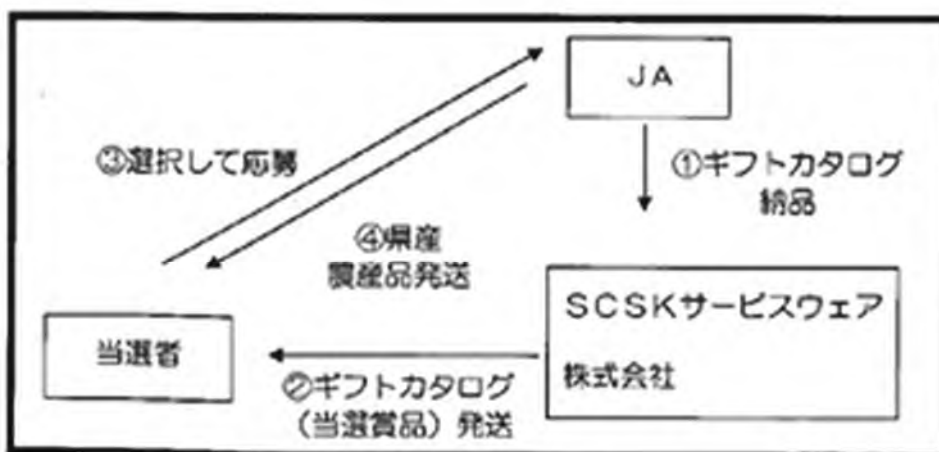 JA
③選択して応募
①ギフトカタログ
納品
④県産
農産品発送
SCSKサービスウェア
株式会社
当選者
②ギフトカタログ
(当選賞品)発送